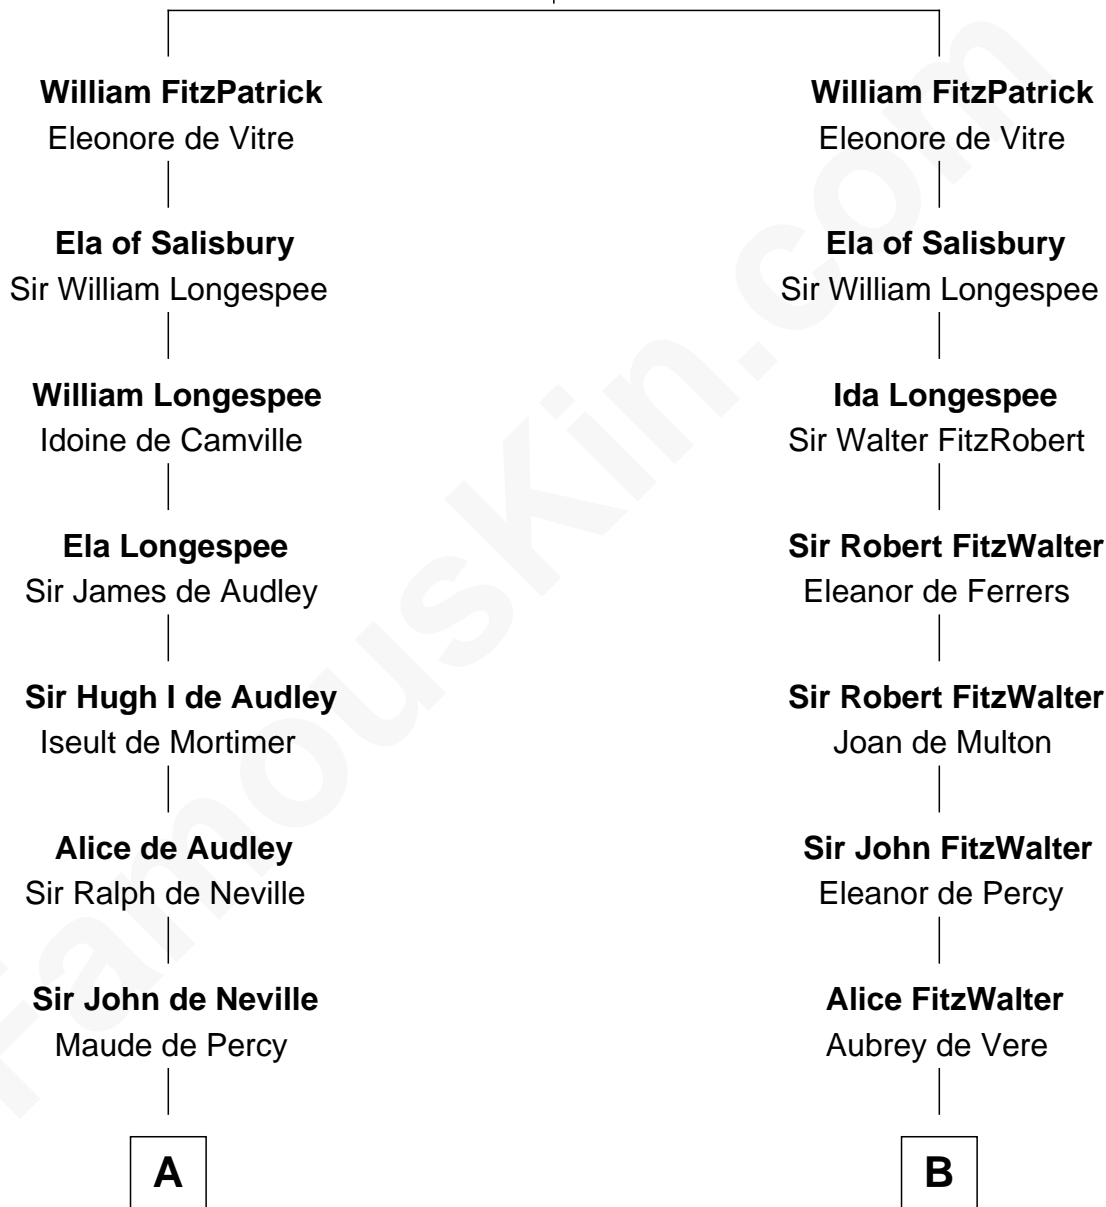 William FitzPatrick
Eleonore de Vitre
Ela of Salisbury
Sir William Longespee
William Longespee
Idoine de Camville
Ela Longespee
Sir James de Audley
Sir Hugh I de Audley
Iseult de Mortimer
Alice de Audley
Sir Ralph de Neville
Sir John de Neville
Maude de Percy
A
William FitzPatrick
Eleonore de Vitre
Ela of Salisbury
Sir William Longespee
Ida Longespee
Sir Walter FitzRobert
Sir Robert FitzWalter
Eleanor de Ferrers
Sir Robert FitzWalter
Joan de Multon
Sir John FitzWalter
Eleanor de Percy
Alice FitzWalter
Aubrey de Vere
B
FamousKin.com